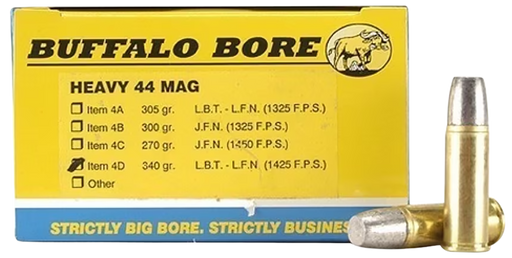 BUFFALO BORE
HEAVY 44 MAG
Item 4A 305 gr. L.B.T. - L.F.N. (1325 F.P.S.)
Item 4B 300 gr. J.F.N. (1325 F.P.S.)
Item 4C 270 gr. J.F.N. (1450 F.P.S.)
Item 4D 340 gr. L.B.T. - L.F.N. (1425 F.P.S.)
Other
STRICTLY BIG BORE. STRICTLY BUSINES